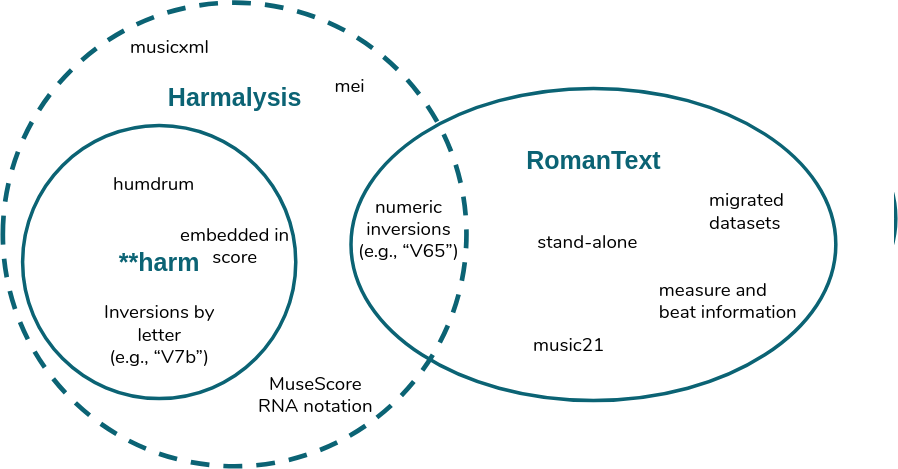 musicxml
mei
Harmalysis
humdrum
embedded in
score
**harm
Inversions by
letter
(e.g., “V7b”)
MuseScore
RNA notation
numeric
inversions
(e.g., “V65”)
RomanText
migrated
datasets
stand-alone
measure and
beat information
music21